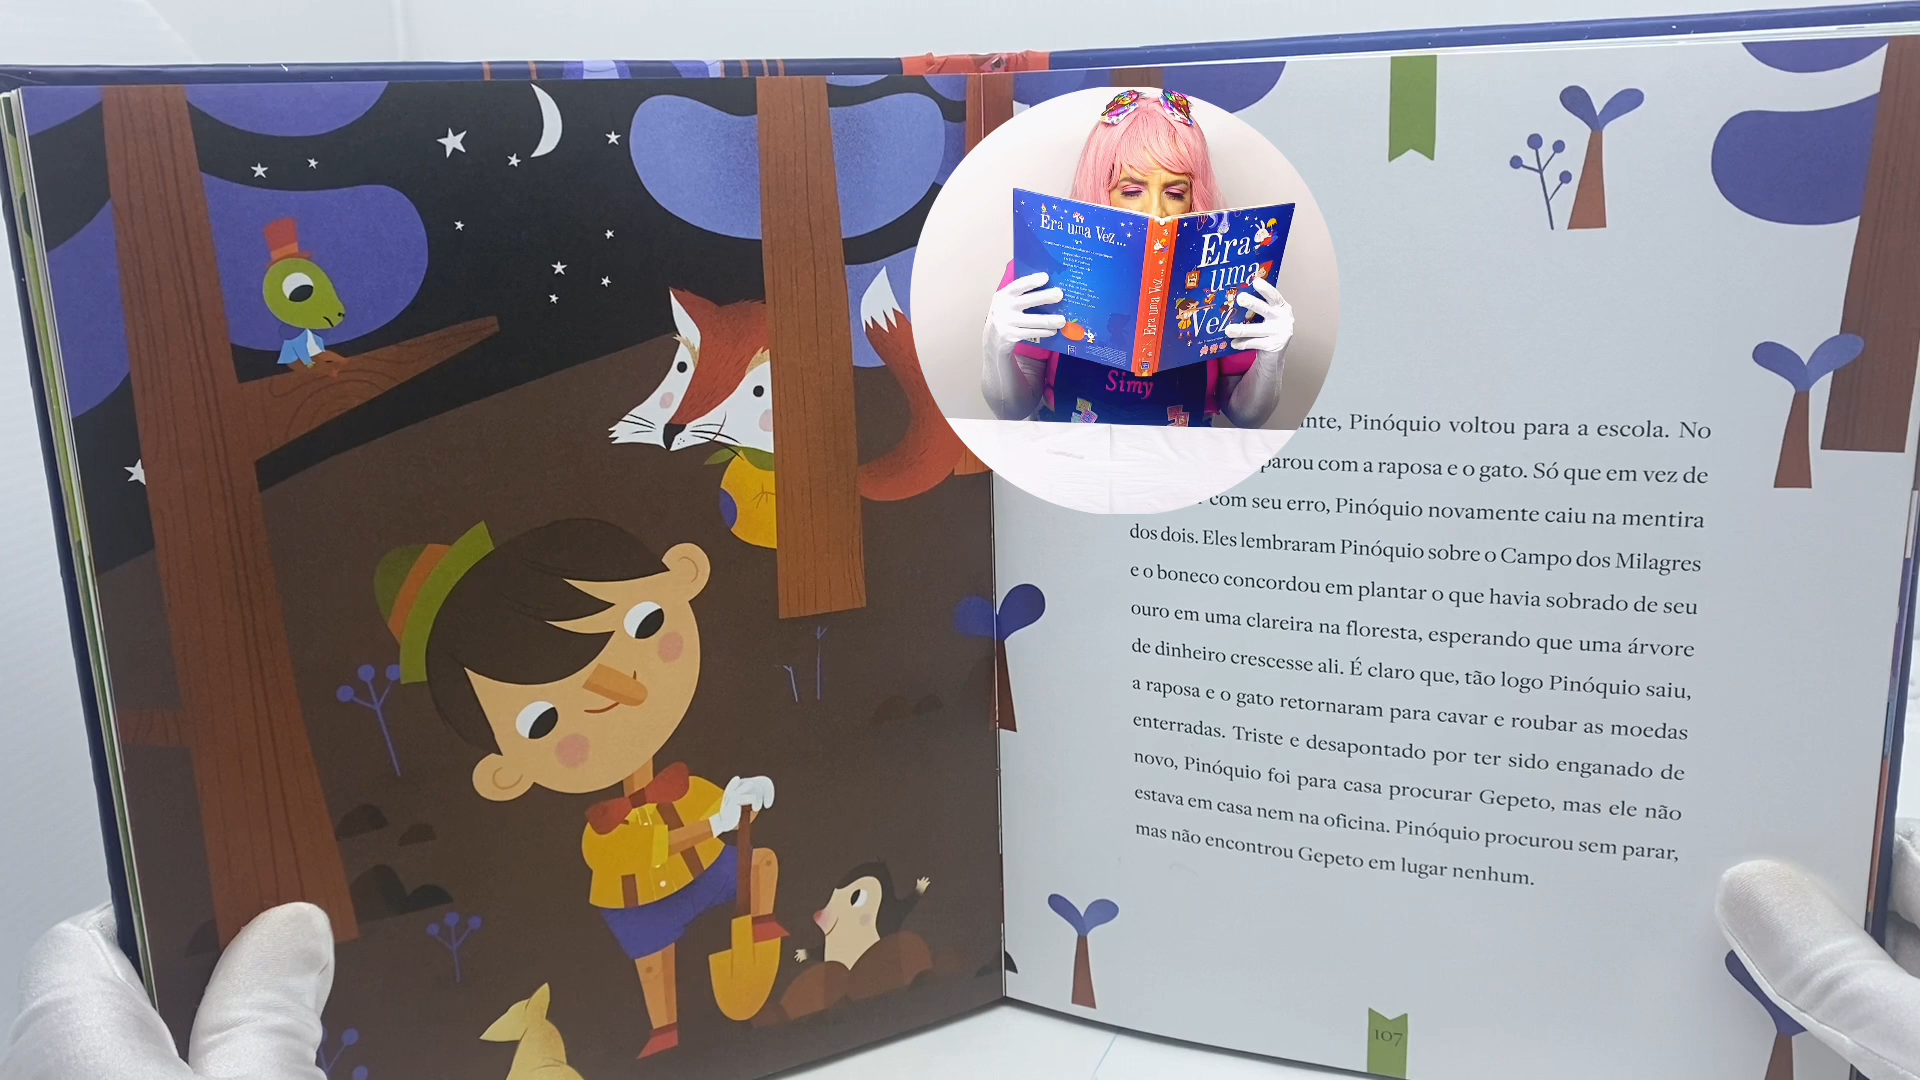 Era uma Vez...
Era uma Vez...
Era
uma
Vez...
Simy
Pinóquio voltou para a escola. No
com a raposa e o gato. Só que em vez de
com seu erro, Pinóquio novamente caiu na mentira
dos dois. Eles lembraram Pinóquio sobre o Campo dos Milagres
e o boneco concordou em plantar o que havia sobrado de seu
ouro em uma clareira na floresta, esperando que uma árvore
de dinheiro crescesse ali. É claro que, tão logo Pinóquio saiu,
a raposa e o gato retornaram para cavar e roubar as moedas
enterradas. Triste e desapontado por ter sido enganado de
novo, Pinóquio foi para casa procurar Gepeto, mas ele não
estava em casa nem na oficina. Pinóquio procurou sem parar,
mas não encontrou Gepeto em lugar nenhum.
107